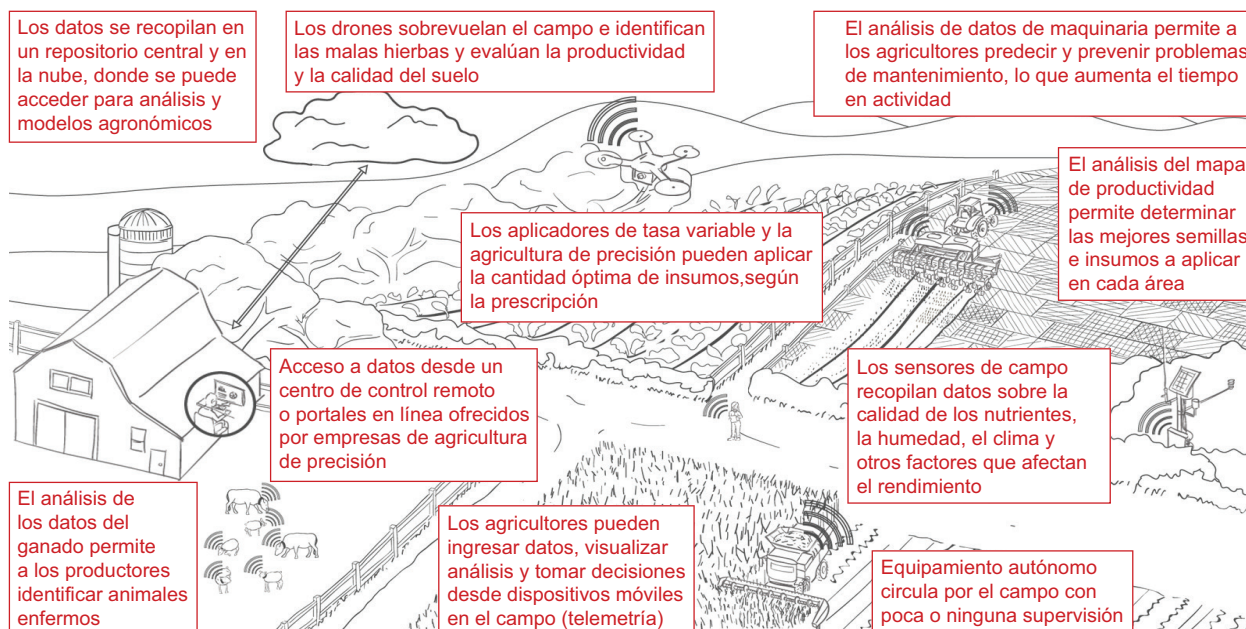 Los datos se recopilan en
un repositorio central y en
la nube, donde se puede
acceder para análisis y
modelos agronómicos
Los drones sobrevuelan el campo e identifican
las malas hierbas y evalúan la productividad
y la calidad del suelo
El análisis de datos de maquinaria permite a
los agricultores predecir y prevenir problemas
de mantenimiento, lo que aumenta el tiempo
en actividad
El análisis del mapa
de productividad
permite determinar
las mejores semillas
e insumos a aplicar
en cada área
Los aplicadores de tasa variable y la
agricultura de precisión pueden aplicar
la cantidad óptima de insumos,según
la prescripción
Acceso a datos desde un
centro de control remoto
o portales en línea ofrecidos
por empresas de agricultura
de precisión
Los sensores de campo
recopilan datos sobre la
calidad de los nutrientes,
la humedad, el clima y
otros factores que afectan
el rendimiento
El análisis de
los datos del
ganado permite
a los productores
identificar animales
enfermos
Los agricultores pueden
ingresar datos, visualizar
análisis y tomar decisiones
desde dispositivos móviles
en el campo (telemetría)
Equipamiento autónomo
circula por el campo con
poca o ninguna supervisión